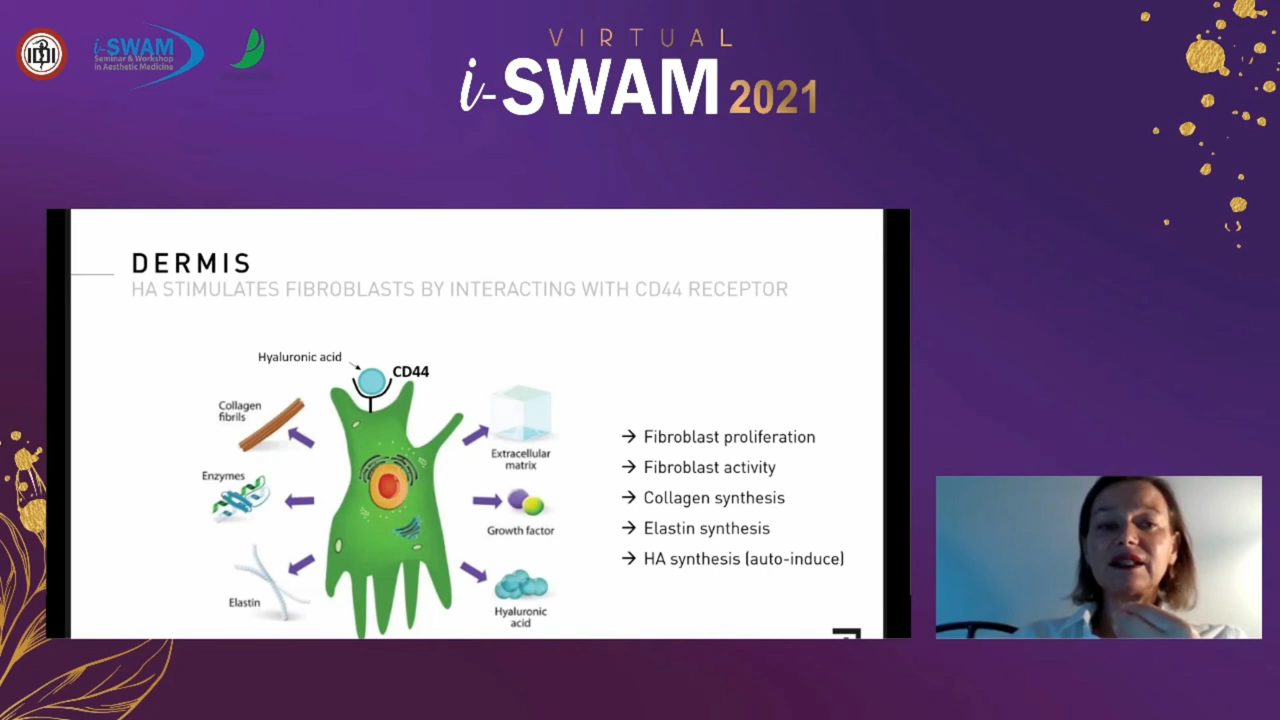 i-SWAM
Seminar & Workshop
in Aesthetic Medicine
VIRTUAL
i-SWAM 2021
DERMIS
HA STIMULATES FIBROBLASTS BY INTERACTING WITH CD44 RECEPTOR
Hyaluronic acid
CD44
Collagen
fibrils
Enzymes
Elastin
Extracellular
matrix
Growth factor
Hyaluronic
acid
→ Fibroblast proliferation
→ Fibroblast activity
→ Collagen synthesis
→ Elastin synthesis
→ HA synthesis (auto-induce)